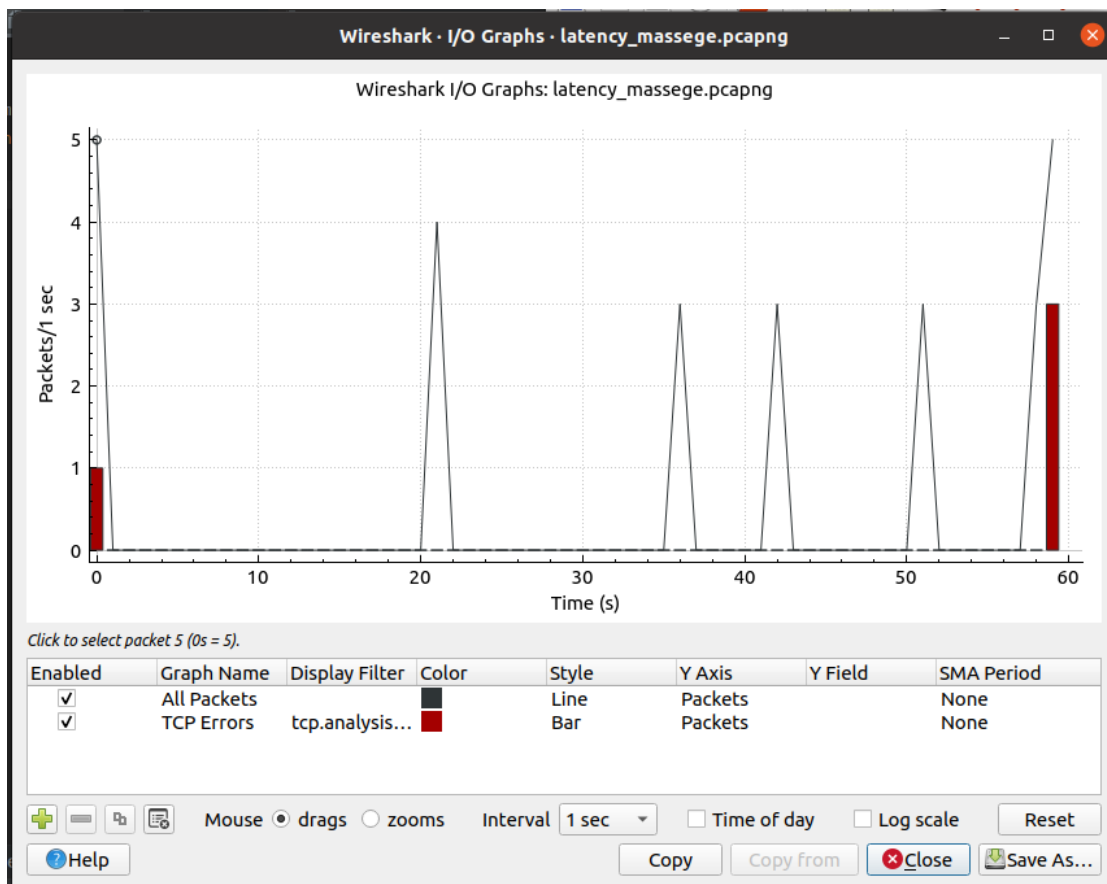 Wireshark · I/O Graphs · latency_massege.pcapng
Wireshark I/O Graphs: latency_massege.pcapng
Packets/1 sec
5
4
3
2
1
0
0 10 20 30 40 50 60
Time (s)
Click to select packet 5 (0s = 5).
Enabled Graph Name Display Filter Color Style Y Axis Y Field SMA Period
All Packets Line Packets None
TCP Errors tcp.analysis... Bar Packets None
Mouse drags zooms Interval 1 sec Time of day Log scale Reset
Help Copy Copy from Close Save As...